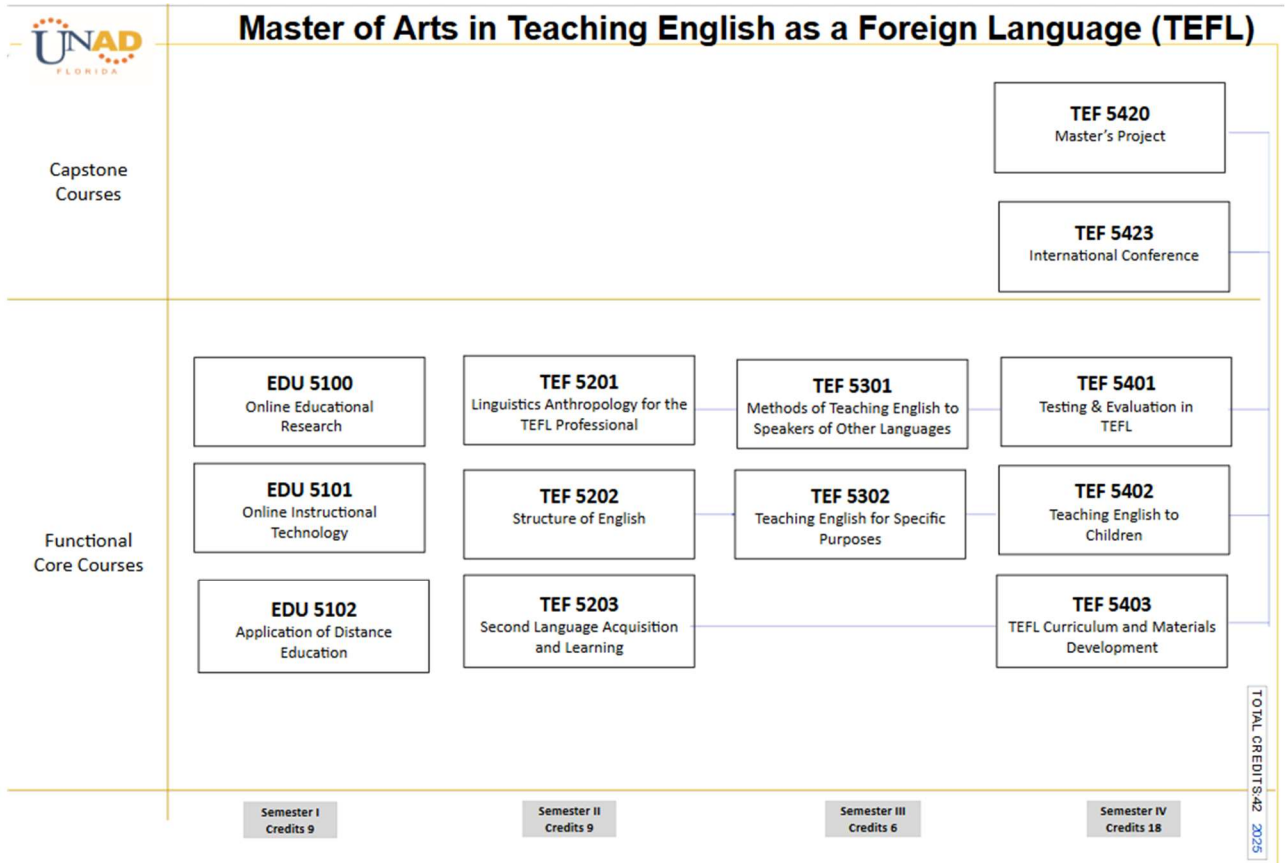 UNAD
FLORIDA
Master of Arts in Teaching English as a Foreign Language (TEFL)
Capstone
Courses
TEF 5420
Master's Project
TEF 5423
International Conference
Functional
Core Courses
EDU 5100
Online Educational
Research
TEF 5201
Linguistics Anthropology for the
TEFL Professional
TEF 5301
Methods of Teaching English to
Speakers of Other Languages
TEF 5401
Testing & Evaluation in
TEFL
EDU 5101
Online Instructional
Technology
TEF 5202
Structure of English
TEF 5302
Teaching English for Specific
Purposes
TEF 5402
Teaching English to
Children
EDU 5102
Application of Distance
Education
TEF 5203
Second Language Acquisition
and Learning
TEF 5403
TEFL Curriculum and Materials
Development
Semester I
Credits 9
Semester II
Credits 9
Semester III
Credits 6
Semester IV
Credits 18
TOTAL CREDITS:42 2025